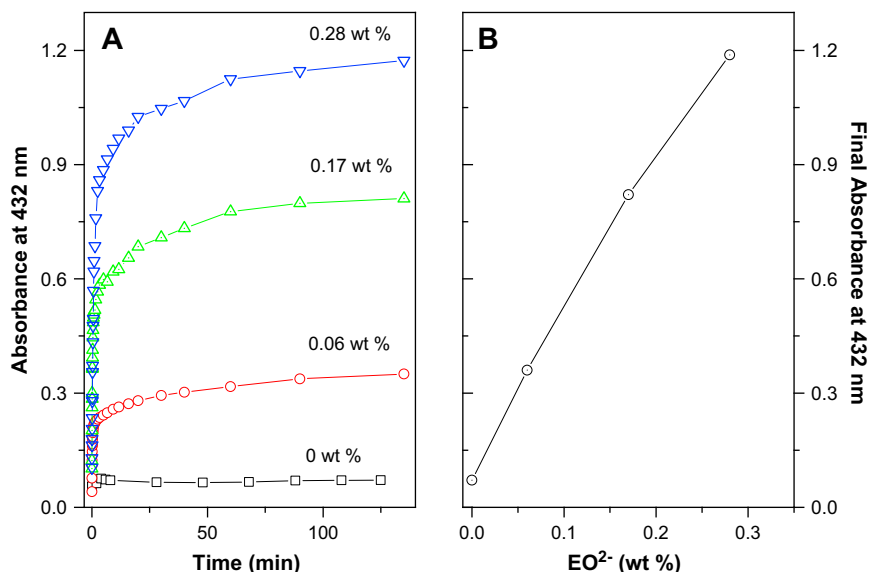 A
B
0.28 wt %
0.17 wt %
0.06 wt %
0 wt %
1.2
0.9
0.6
0.3
0.0
Absorbance at 432 nm
0
50
100
Time (min)
1.2
0.9
0.6
0.3
0.0
Final Absorbance at 432 nm
0.0
0.1
0.2
0.3
EO²⁻ (wt %)